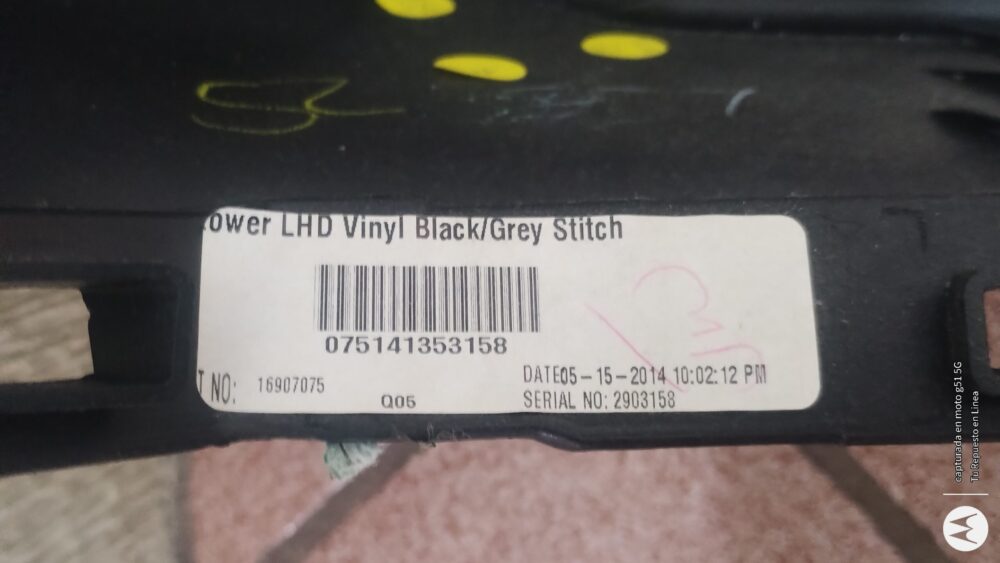 ower LHD Vinyl Black/Grey Stitch
075141353158
T NO: 16907075
Q05
DATE05-15-2014 10:02:12 PM
SERIAL NO: 2903158
capturada en moto g51 5G
Tu Repuesto en Linea